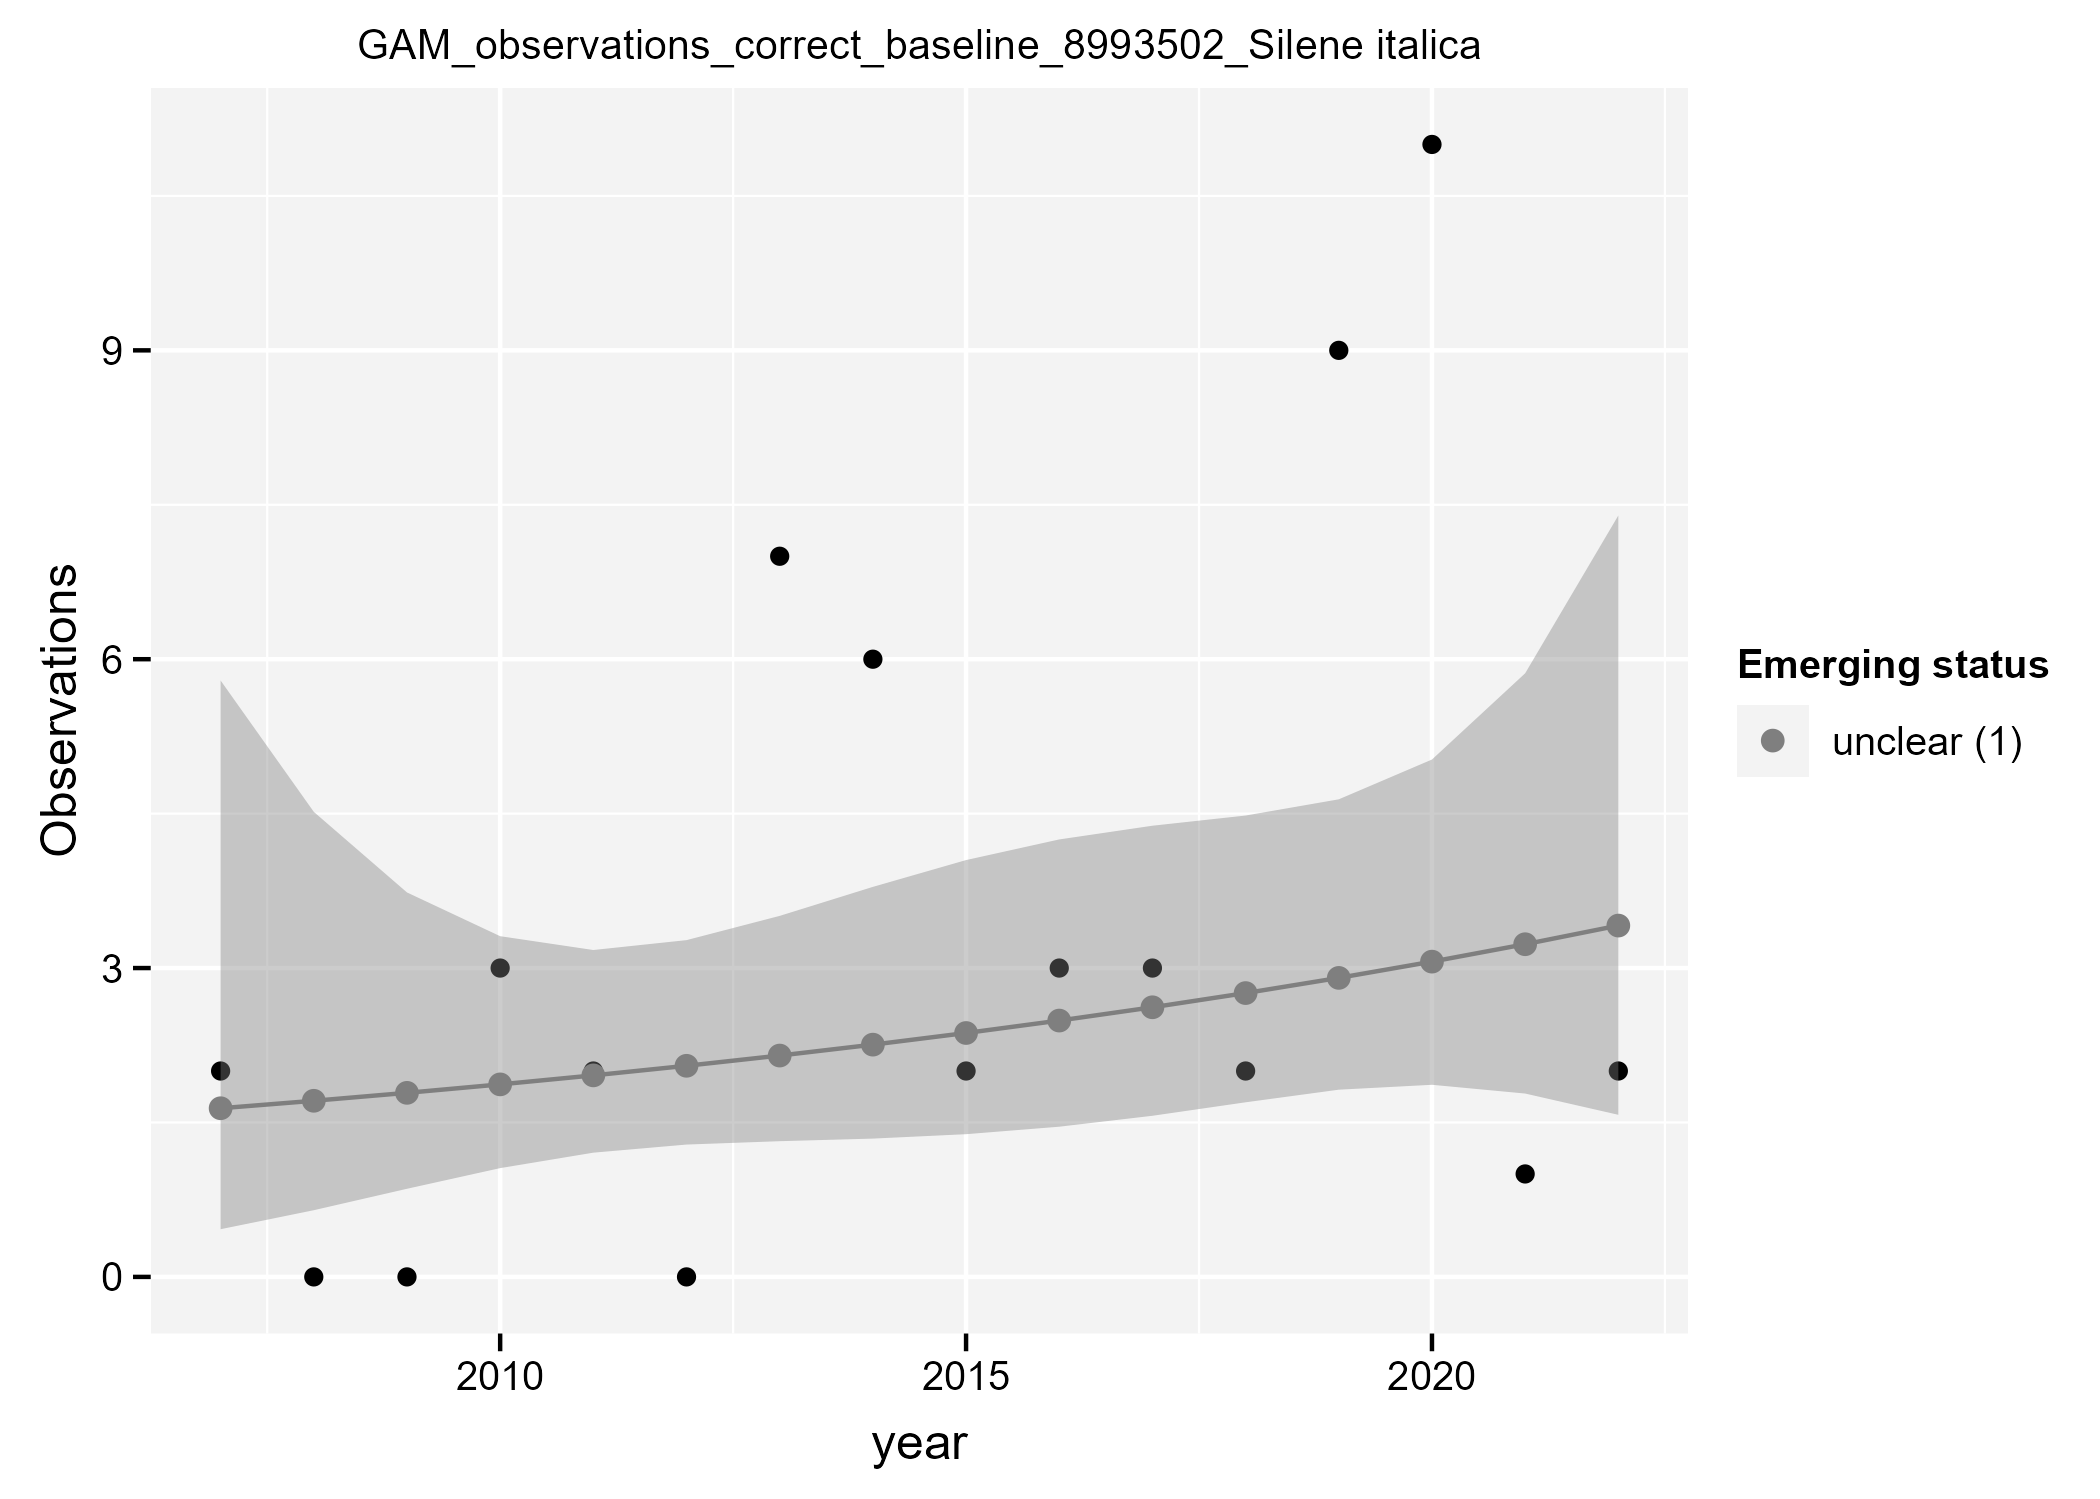 GAM_observations_correct_baseline_8993502_Silene italica
Observations
9
6
3
0
2010
2015
2020
year
Emerging status
unclear (1)